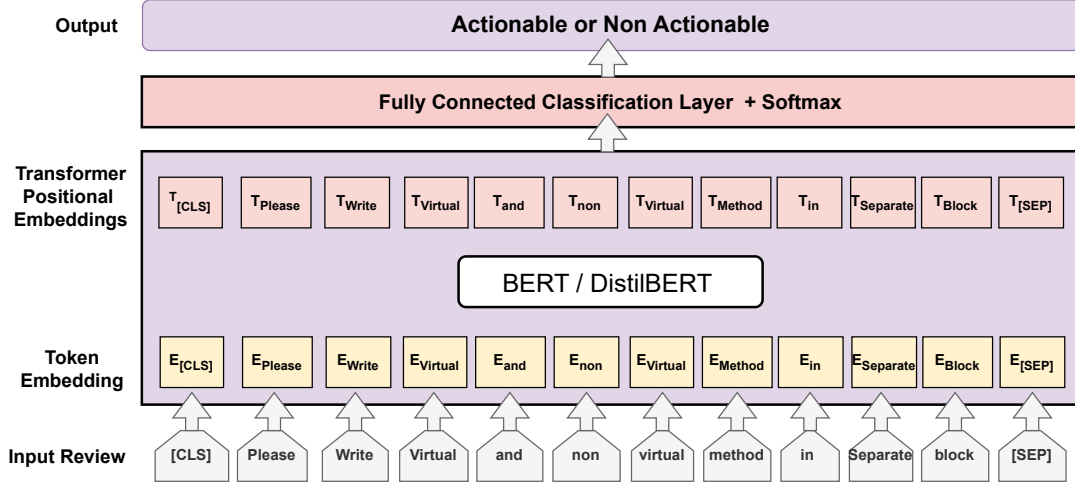 Output
Actionable or Non Actionable
Fully Connected Classification Layer + Softmax
Transformer
Positional
Embeddings
T[CLS] TPlease TWrite TVirtual Tand Tnon TVirtual TMethod Tin TSeparate TBlock T[SEP]
BERT / DistilBERT
Token
Embedding
E[CLS] EPlease EWrite EVirtual Eand Enon EVirtual EMethod Ein ESeparate EBlock E[SEP]
Input Review
[CLS] Please Write Virtual and non virtual method in Separate block [SEP]